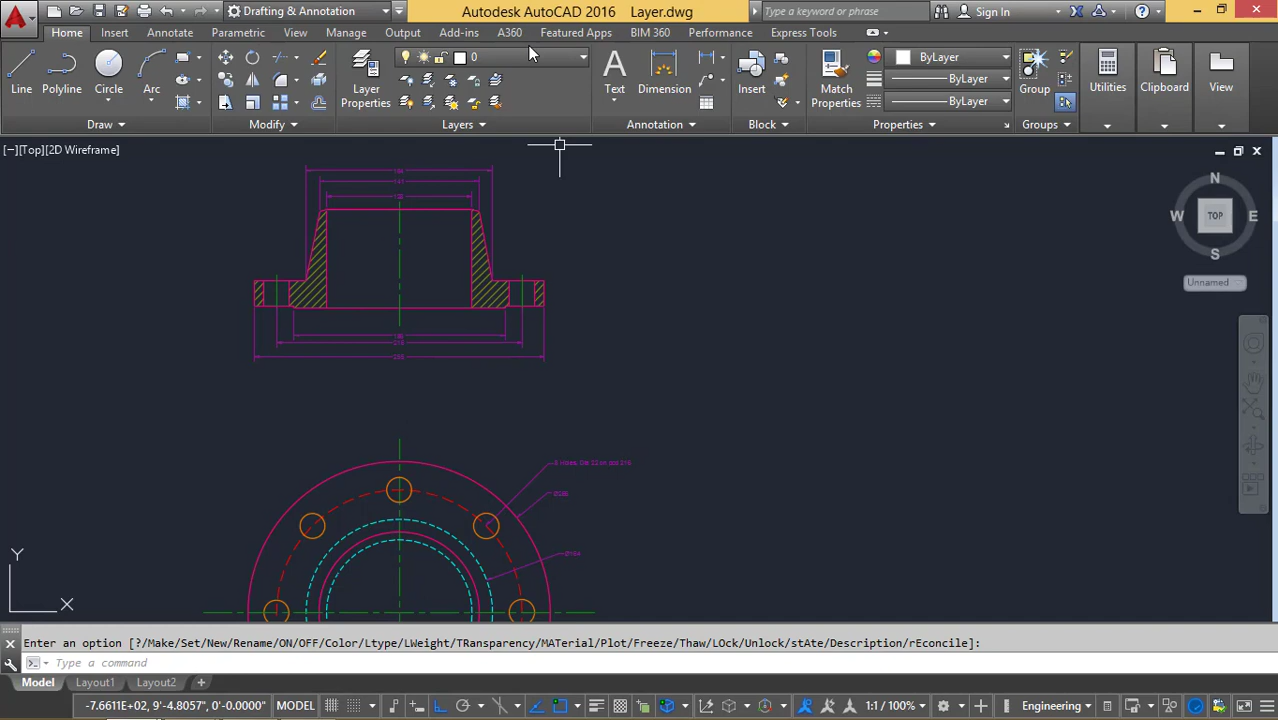 Drafting & Annotation
Autodesk AutoCAD 2016 Layer.dwg
Type a keyword or phrase
Sign In
Home Insert Annotate Parametric View Manage Output Add-ins A360 Featured Apps BIM 360 Performance Express Tools
0
ByLayer
ByLayer
ByLayer
Line Polyline Circle Arc
Layer Properties
Text Dimension
Insert
Match Properties
Group
Utilities
Clipboard
View
Draw Modify Layers Annotation Block Properties Groups
[−][Top][2D Wireframe]
N
W TOP E
S
Unnamed
Y
X
Enter an option [?/Make/Set/New/Rename/ON/OFF/Color/Ltype/LWeight/TRansparency/MATerial/Plot/Freeze/Thaw/LOck/Unlock/stAte/Description/rEconcile]:
Type a command
Model Layout1 Layout2 +
-7.6611E+02, 9'-4.8057", 0'-0.0000" MODEL
1:1 / 100%
Engineering